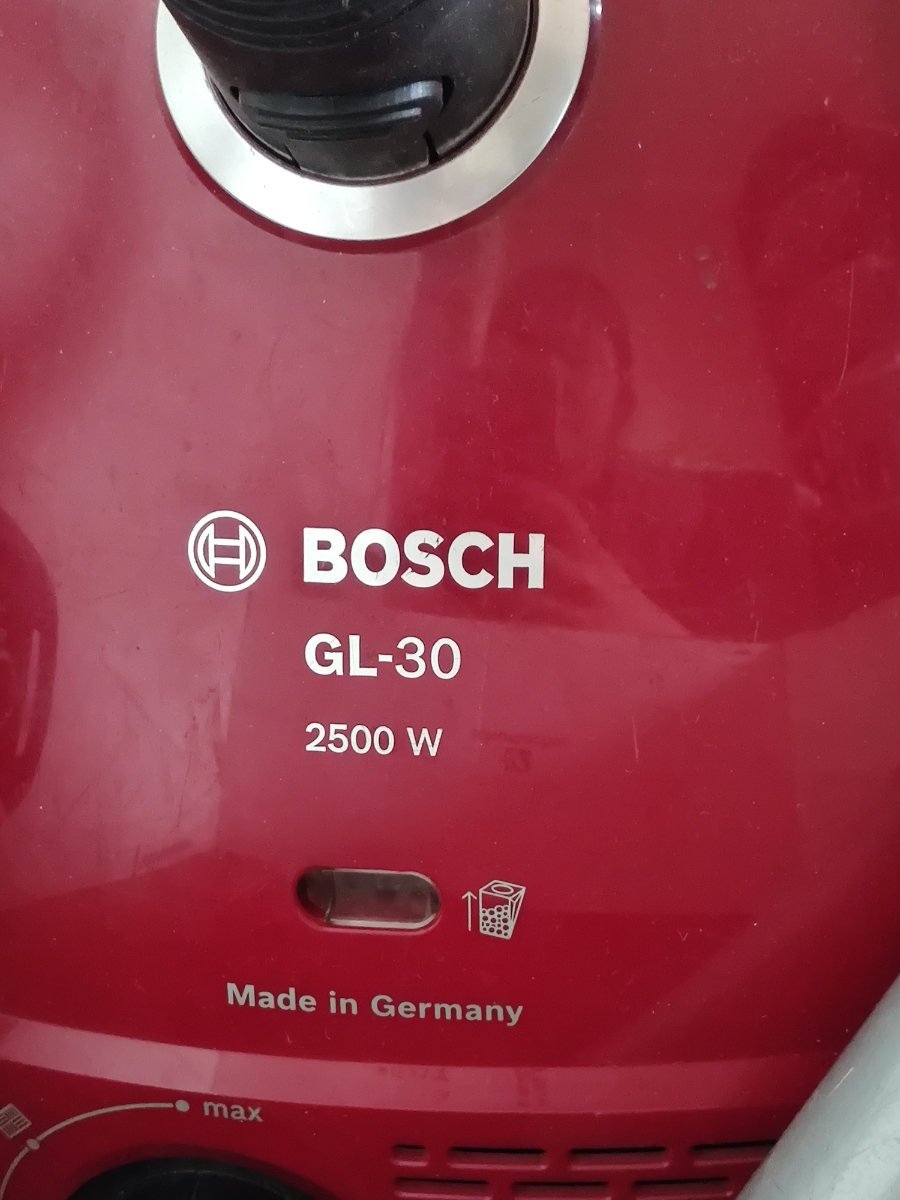 BOSCH
GL-30
2500 W
Made in Germany
max